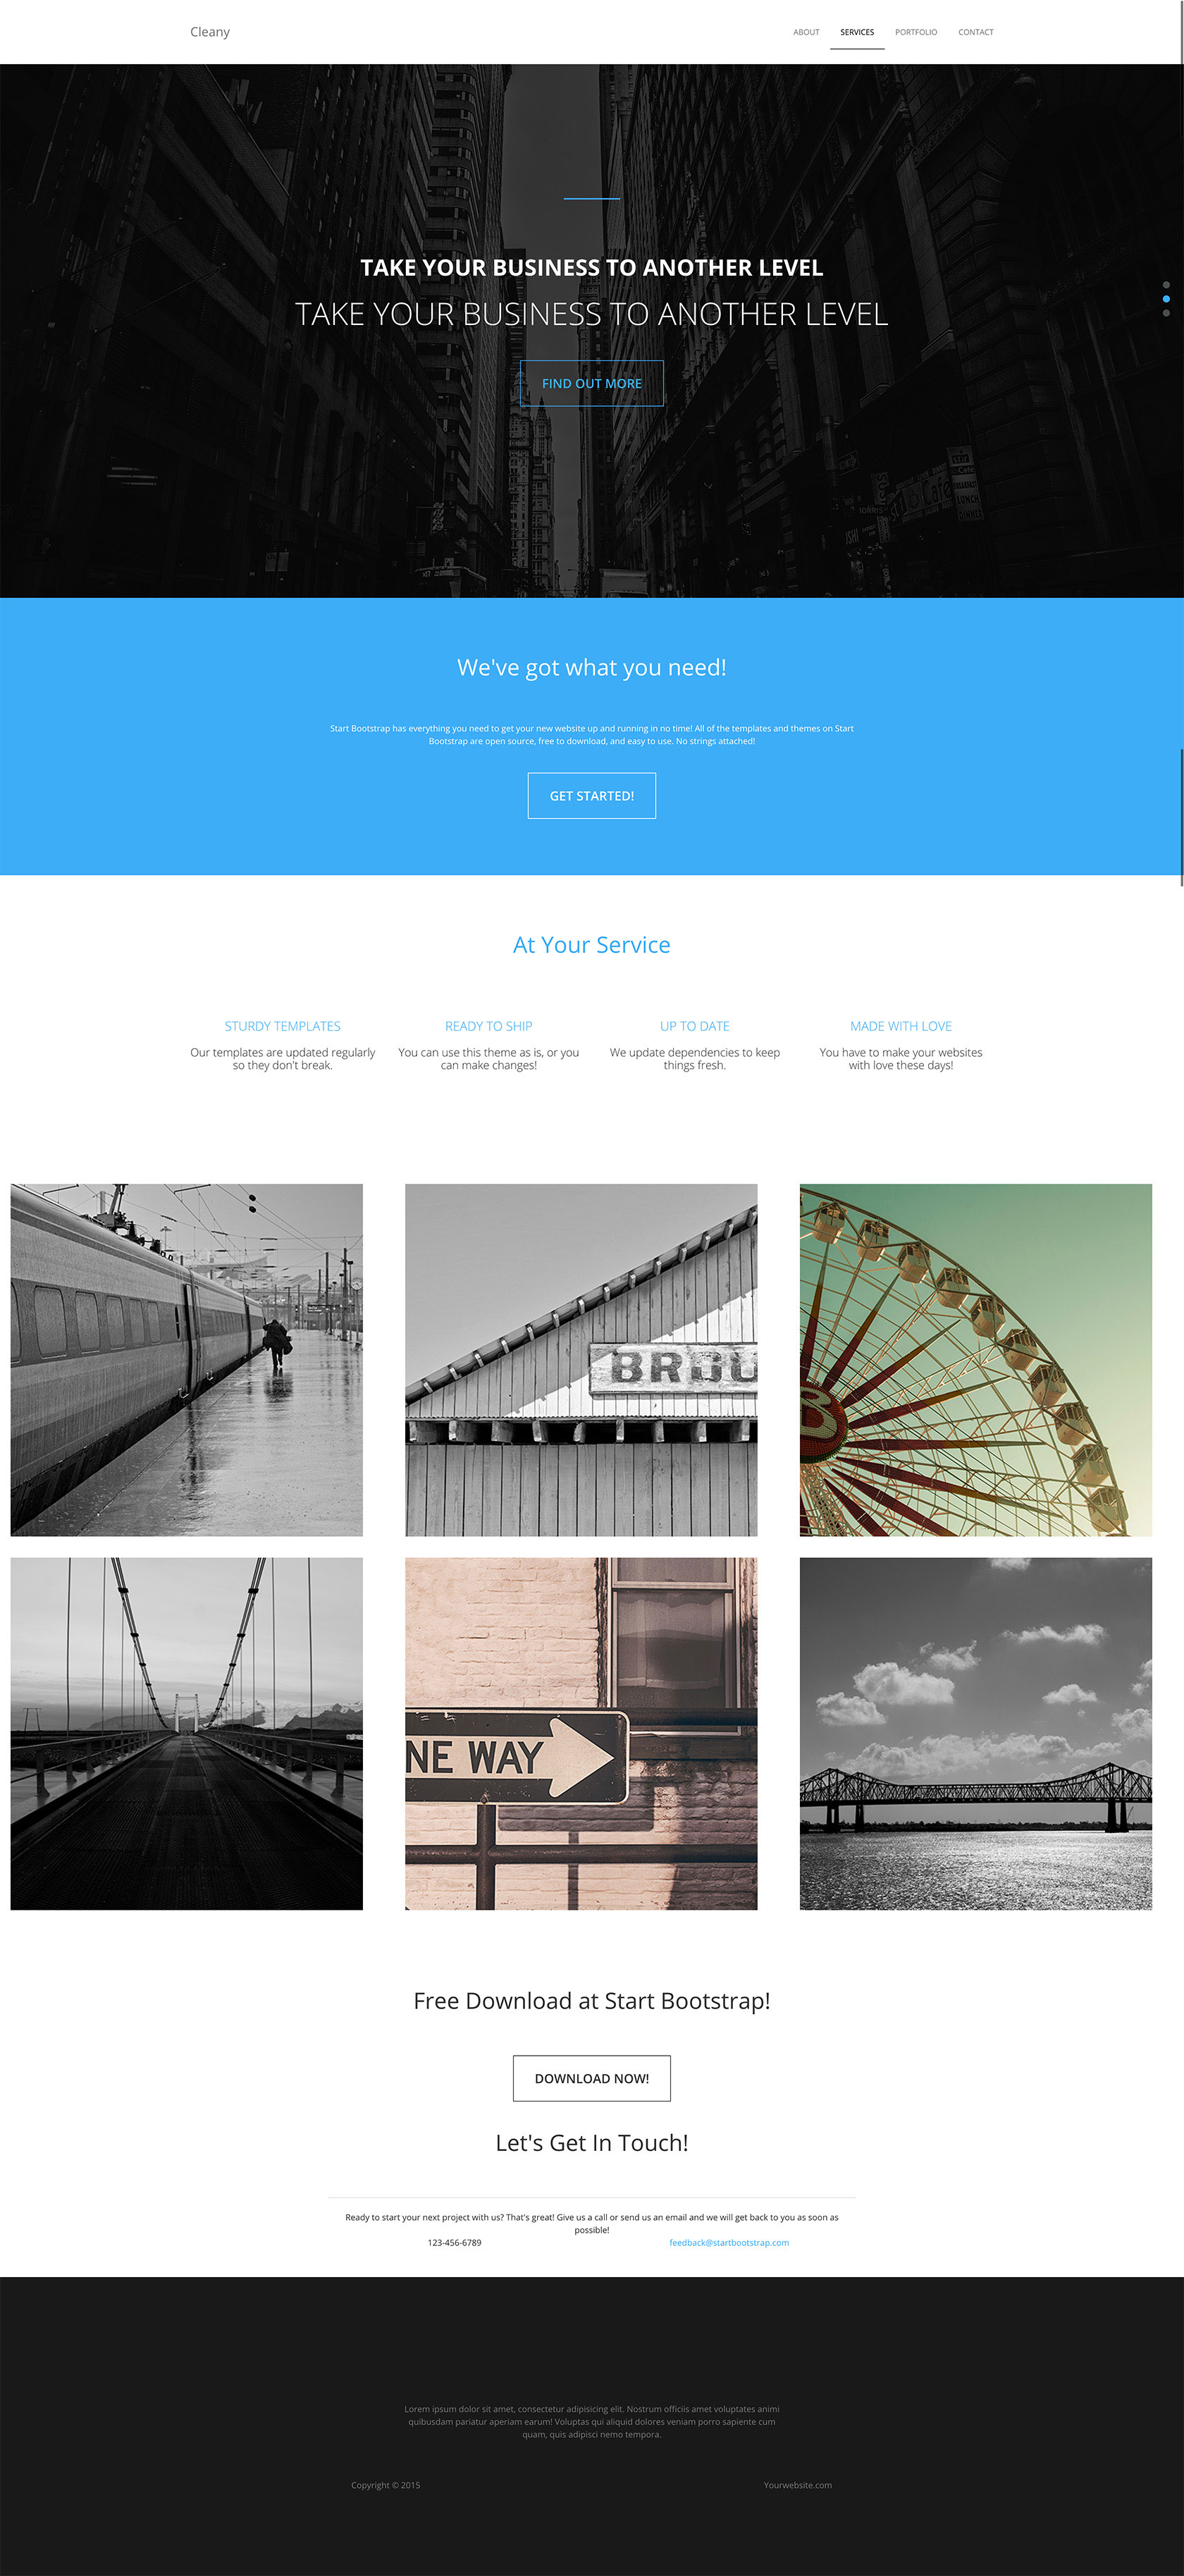 Cleany
ABOUT SERVICES PORTFOLIO CONTACT
TAKE YOUR BUSINESS TO ANOTHER LEVEL
TAKE YOUR BUSINESS TO ANOTHER LEVEL
FIND OUT MORE
STAY
Cafe
BREAKFAST
LUNCH
DINNER
Cafe
We've got what you need!
Start Bootstrap has everything you need to get your new website up and running in no time! All of the templates and themes on Start
Bootstrap are open source, free to download, and easy to use. No strings attached!
GET STARTED!
At Your Service
STURDY TEMPLATES
Our templates are updated regularly
so they don't break.
READY TO SHIP
You can use this theme as is, or you
can make changes!
UP TO DATE
We update dependencies to keep
things fresh.
MADE WITH LOVE
You have to make your websites
with love these days!
BROU
NE WAY
Free Download at Start Bootstrap!
DOWNLOAD NOW!
Let's Get In Touch!
Ready to start your next project with us? That's great! Give us a call or send us an email and we will get back to you as soon as
possible!
123-456-6789 feedback@startbootstrap.com
Lorem ipsum dolor sit amet, consectetur adipisicing elit. Nostrum officiis amet voluptates animi
quibusdam pariatur aperiam earum! Voluptas qui aliquid dolores veniam porro sapiente cum
quam, quis adipisci nemo tempora.
Copyright © 2015 Yourwebsite.com